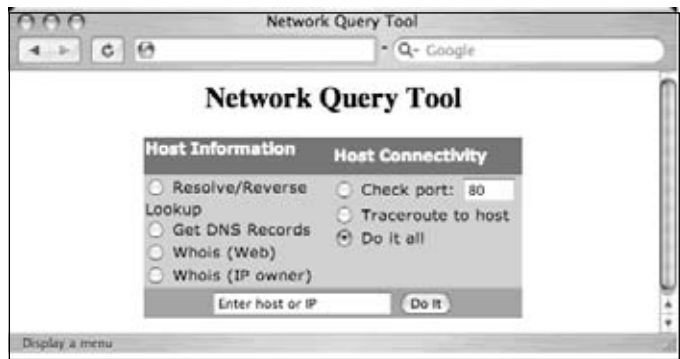 Network Query Tool
Google
Network Query Tool
Host Information
Host Connectivity
Resolve/Reverse
Lookup
Get DNS Records
Whois (Web)
Whois (IP owner)
Check port: 80
Traceroute to host
Do it all
Enter host or IP
Do It
Display a menu